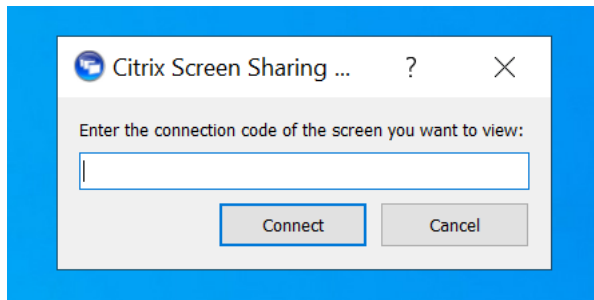 Citrix Screen Sharing ...
Enter the connection code of the screen you want to view:
Connect Cancel